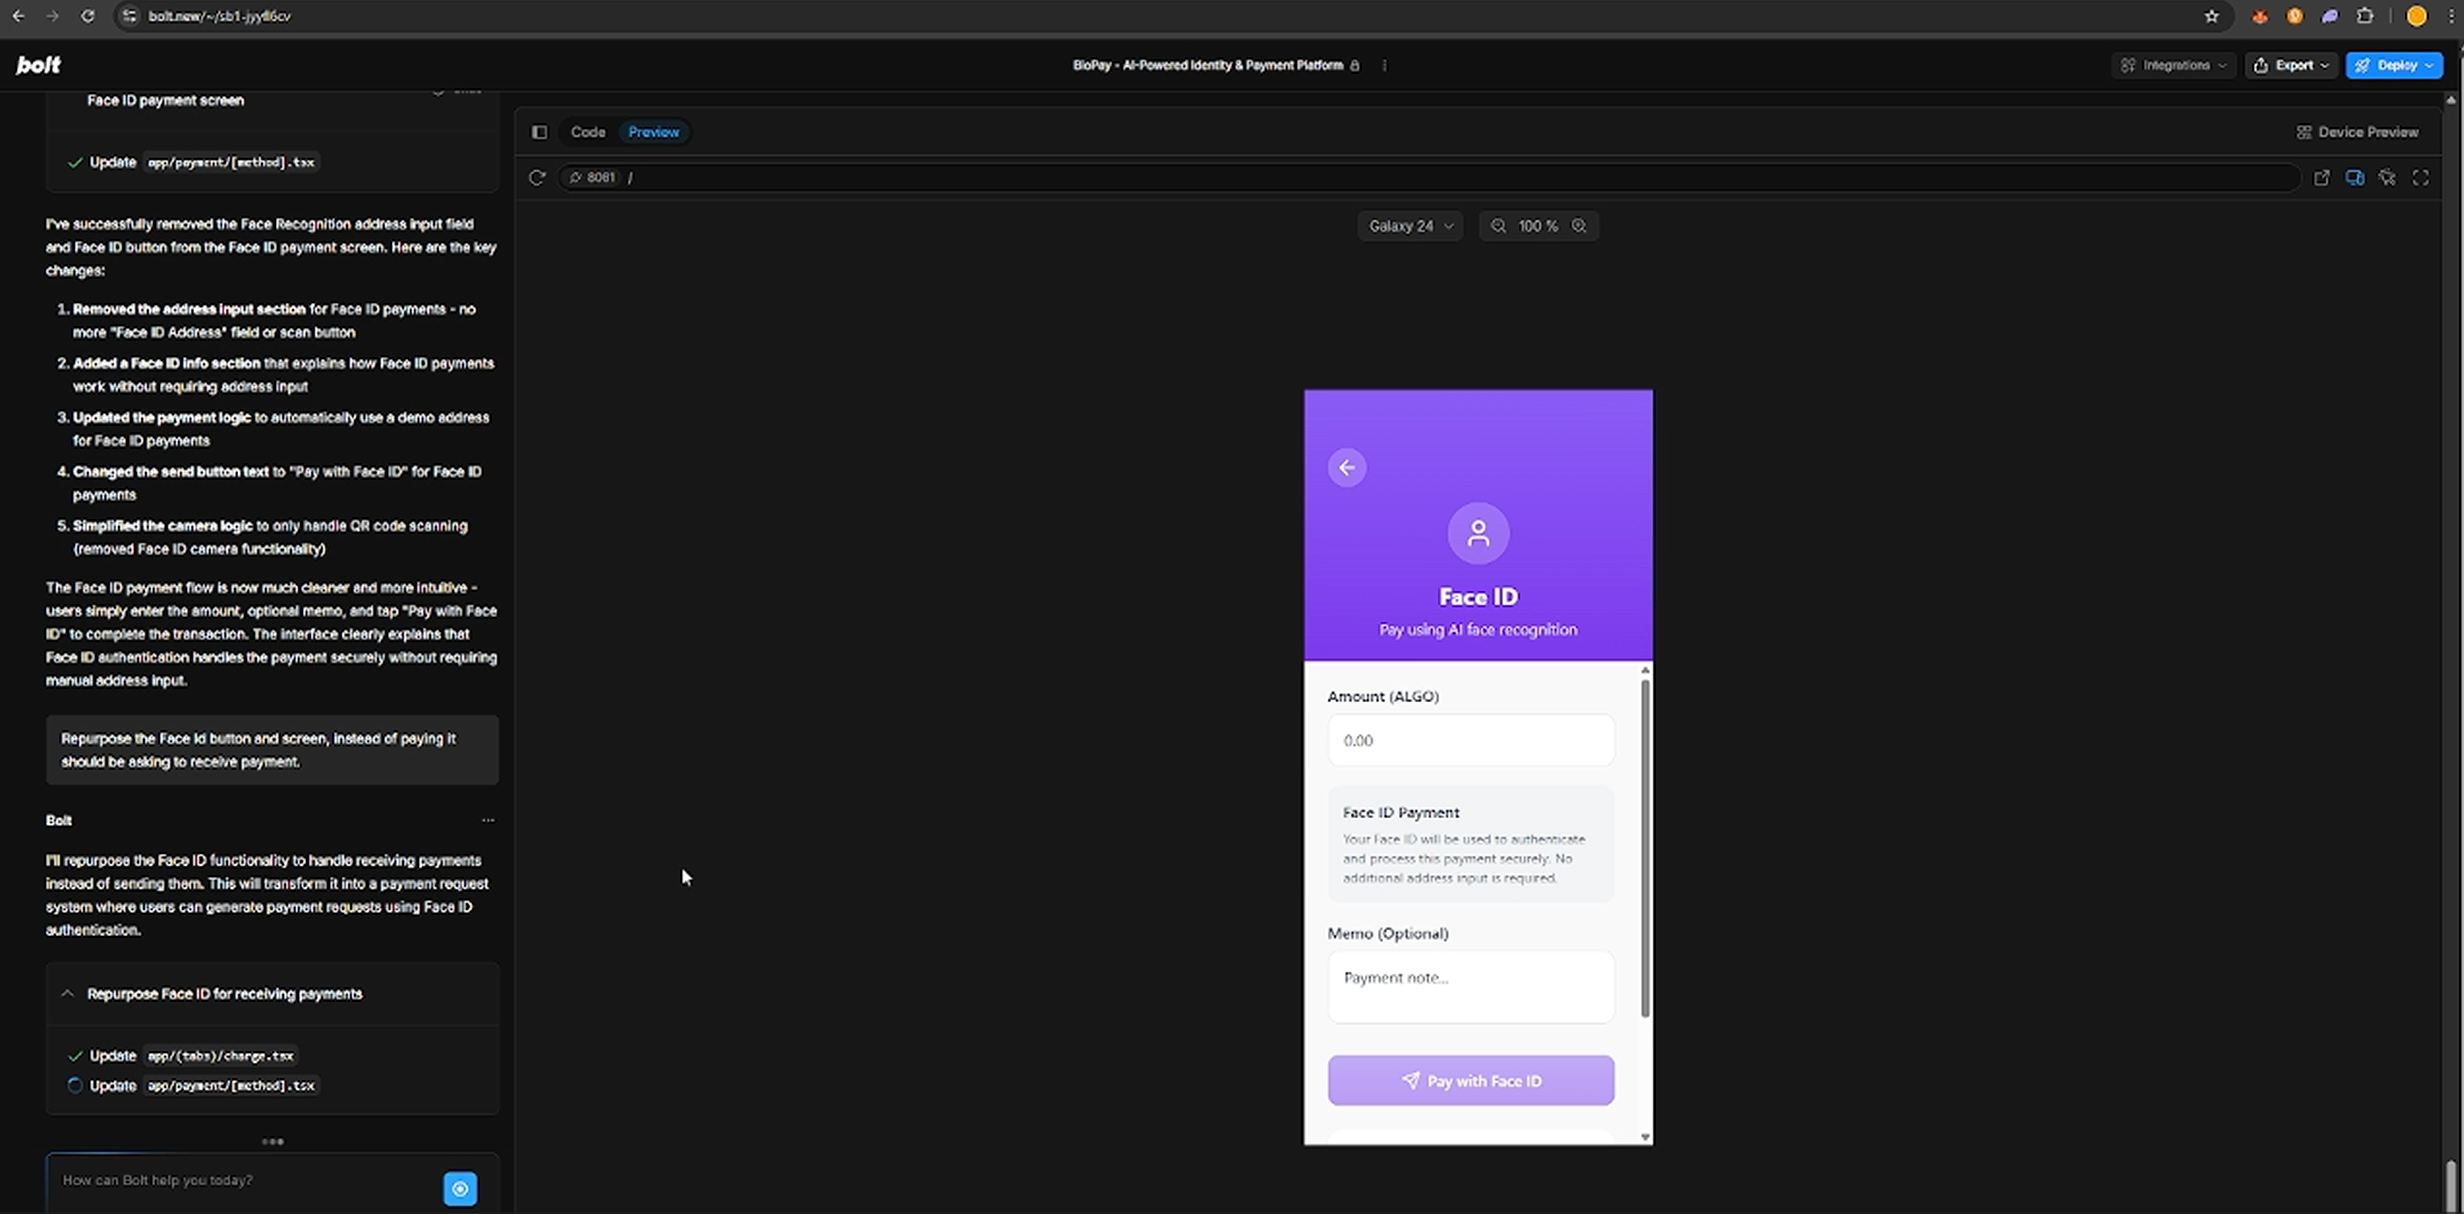 bolt.new/~/sb1-jyyfl6cv
bolt
BioPay - AI-Powered Identity & Payment Platform
Integrations
Export
Deploy
Face ID payment screen
Update app/payment/[method].tsx
I've successfully removed the Face Recognition address input field
and Face ID button from the Face ID payment screen. Here are the key
changes:
1. Removed the address input section for Face ID payments - no
more "Face ID Address" field or scan button
2. Added a Face ID info section that explains how Face ID payments
work without requiring address input
3. Updated the payment logic to automatically use a demo address
for Face ID payments
4. Changed the send button text to "Pay with Face ID" for Face ID
payments
5. Simplified the camera logic to only handle QR code scanning
(removed Face ID camera functionality)
The Face ID payment flow is now much cleaner and more intuitive -
users simply enter the amount, optional memo, and tap "Pay with Face
ID" to complete the transaction. The interface clearly explains that
Face ID authentication handles the payment securely without requiring
manual address input.
Repurpose the Face Id button and screen, instead of paying it
should be asking to receive payment.
Bolt
I'll repurpose the Face ID functionality to handle receiving payments
instead of sending them. This will transform it into a payment request
system where users can generate payment requests using Face ID
authentication.
Repurpose Face ID for receiving payments
Update app/(tabs)/charge.tsx
Update app/payment/[method].tsx
How can Bolt help you today?
Code
Preview
Device Preview
8081 /
Galaxy 24
100 %
Face ID
Pay using AI face recognition
Amount (ALGO)
0.00
Face ID Payment
Your Face ID will be used to authenticate
and process this payment securely. No
additional address input is required.
Memo (Optional)
Payment note...
Pay with Face ID